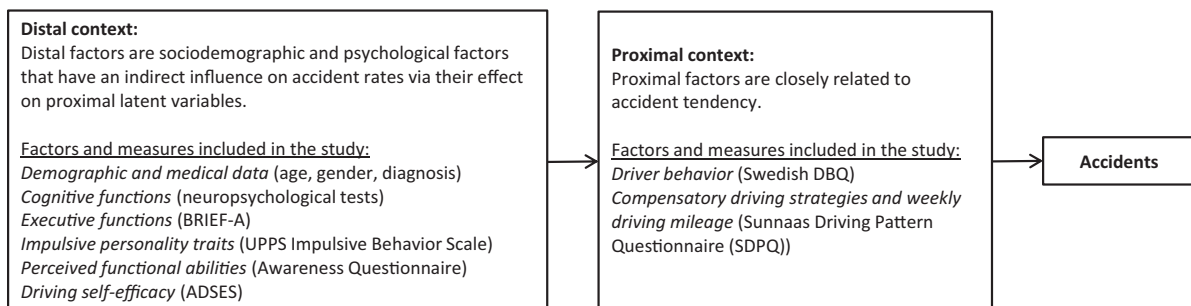 Distal context:
Distal factors are sociodemographic and psychological factors
that have an indirect influence on accident rates via their effect
on proximal latent variables.
Factors and measures included in the study:
Demographic and medical data (age, gender, diagnosis)
Cognitive functions (neuropsychological tests)
Executive functions (BRIEF-A)
Impulsive personality traits (UPPS Impulsive Behavior Scale)
Perceived functional abilities (Awareness Questionnaire)
Driving self-efficacy (ADSES)
Proximal context:
Proximal factors are closely related to
accident tendency.
Factors and measures included in the study:
Driver behavior (Swedish DBQ)
Compensatory driving strategies and weekly
driving mileage (Sunnaas Driving Pattern
Questionnaire (SDPQ))
Accidents